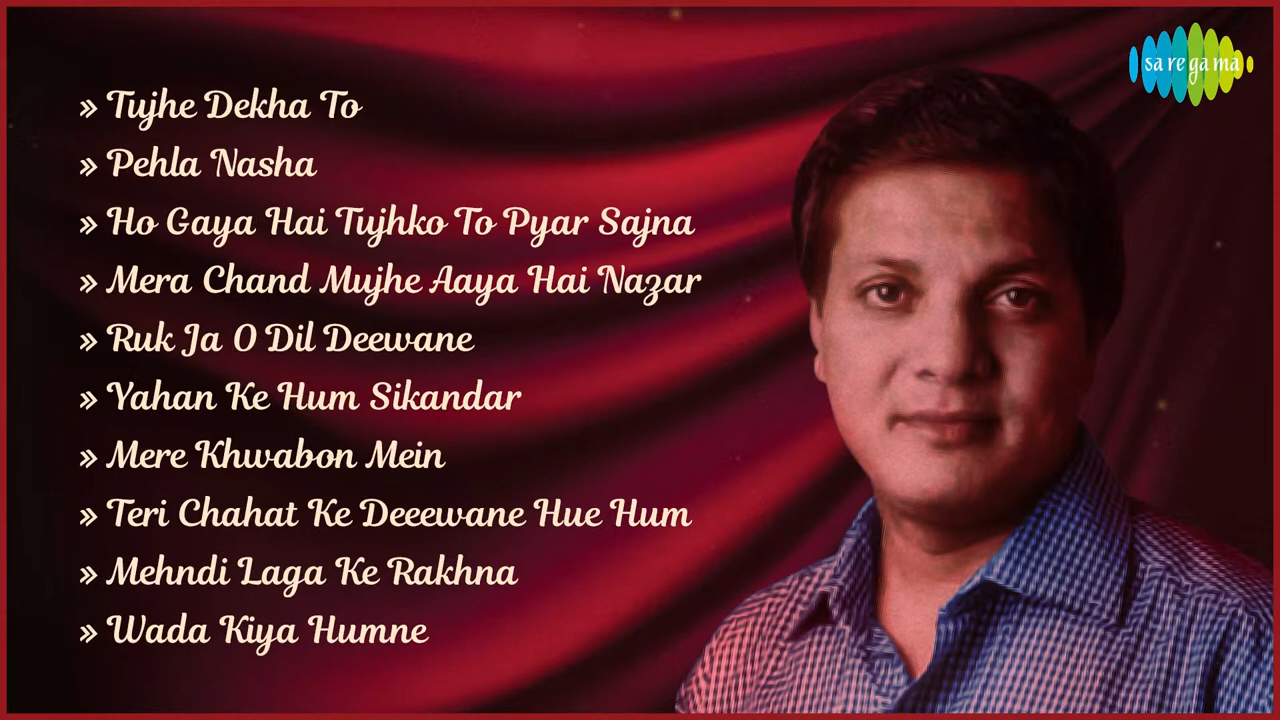 sa re ga ma
» Tujhe Dekha To
» Pehla Nasha
» Ho Gaya Hai Tujhko To Pyar Sajna
» Mera Chand Mujhe Aaya Hai Nazar
» Ruk Ja O Dil Deewane
» Yahan Ke Hum Sikandar
» Mere Khwabon Mein
» Teri Chahat Ke Deeewane Hue Hum
» Mehndi Laga Ke Rakhna
» Wada Kiya Humne